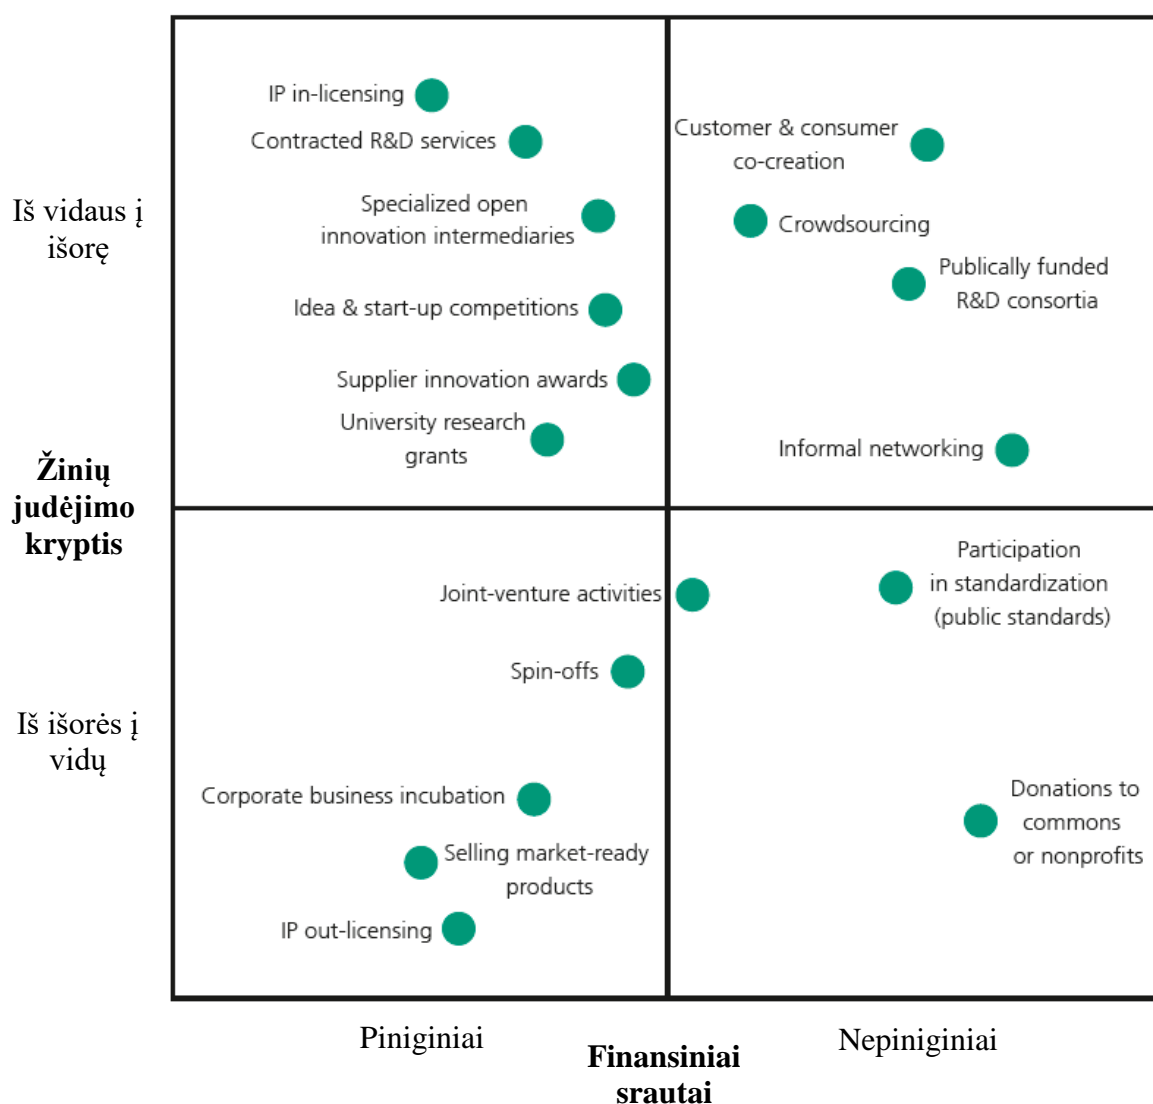 IP in-licensing
Contracted R&D services
Specialized open
innovation intermediaries
Idea & start-up competitions
Supplier innovation awards
University research
grants
Customer & consumer
co-creation
Crowdsourcing
Publically funded
R&D consortia
Informal networking
Iš vidaus į
išorę
Žinių
judėjimo
kryptis
Iš išorės į
vidų
Joint-venture activities
Spin-offs
Corporate business incubation
Selling market-ready
products
IP out-licensing
Participation
in standardization
(public standards)
Donations to
commons
or nonprofits
Piniginiai
Finansiniai
srautai
Nepiniginiai